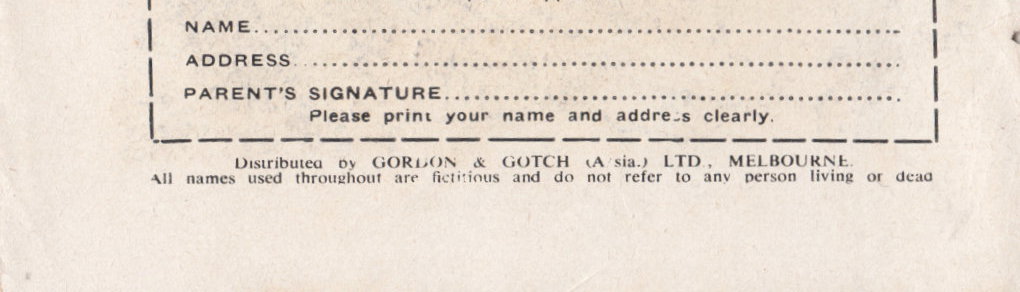 NAME
ADDRESS
PARENT'S SIGNATURE
Please print your name and address clearly.
Distributed by GORDON & GOTCH (A'sia.) LTD., MELBOURNE.
All names used throughout are fictitious and do not refer to any person living or dead